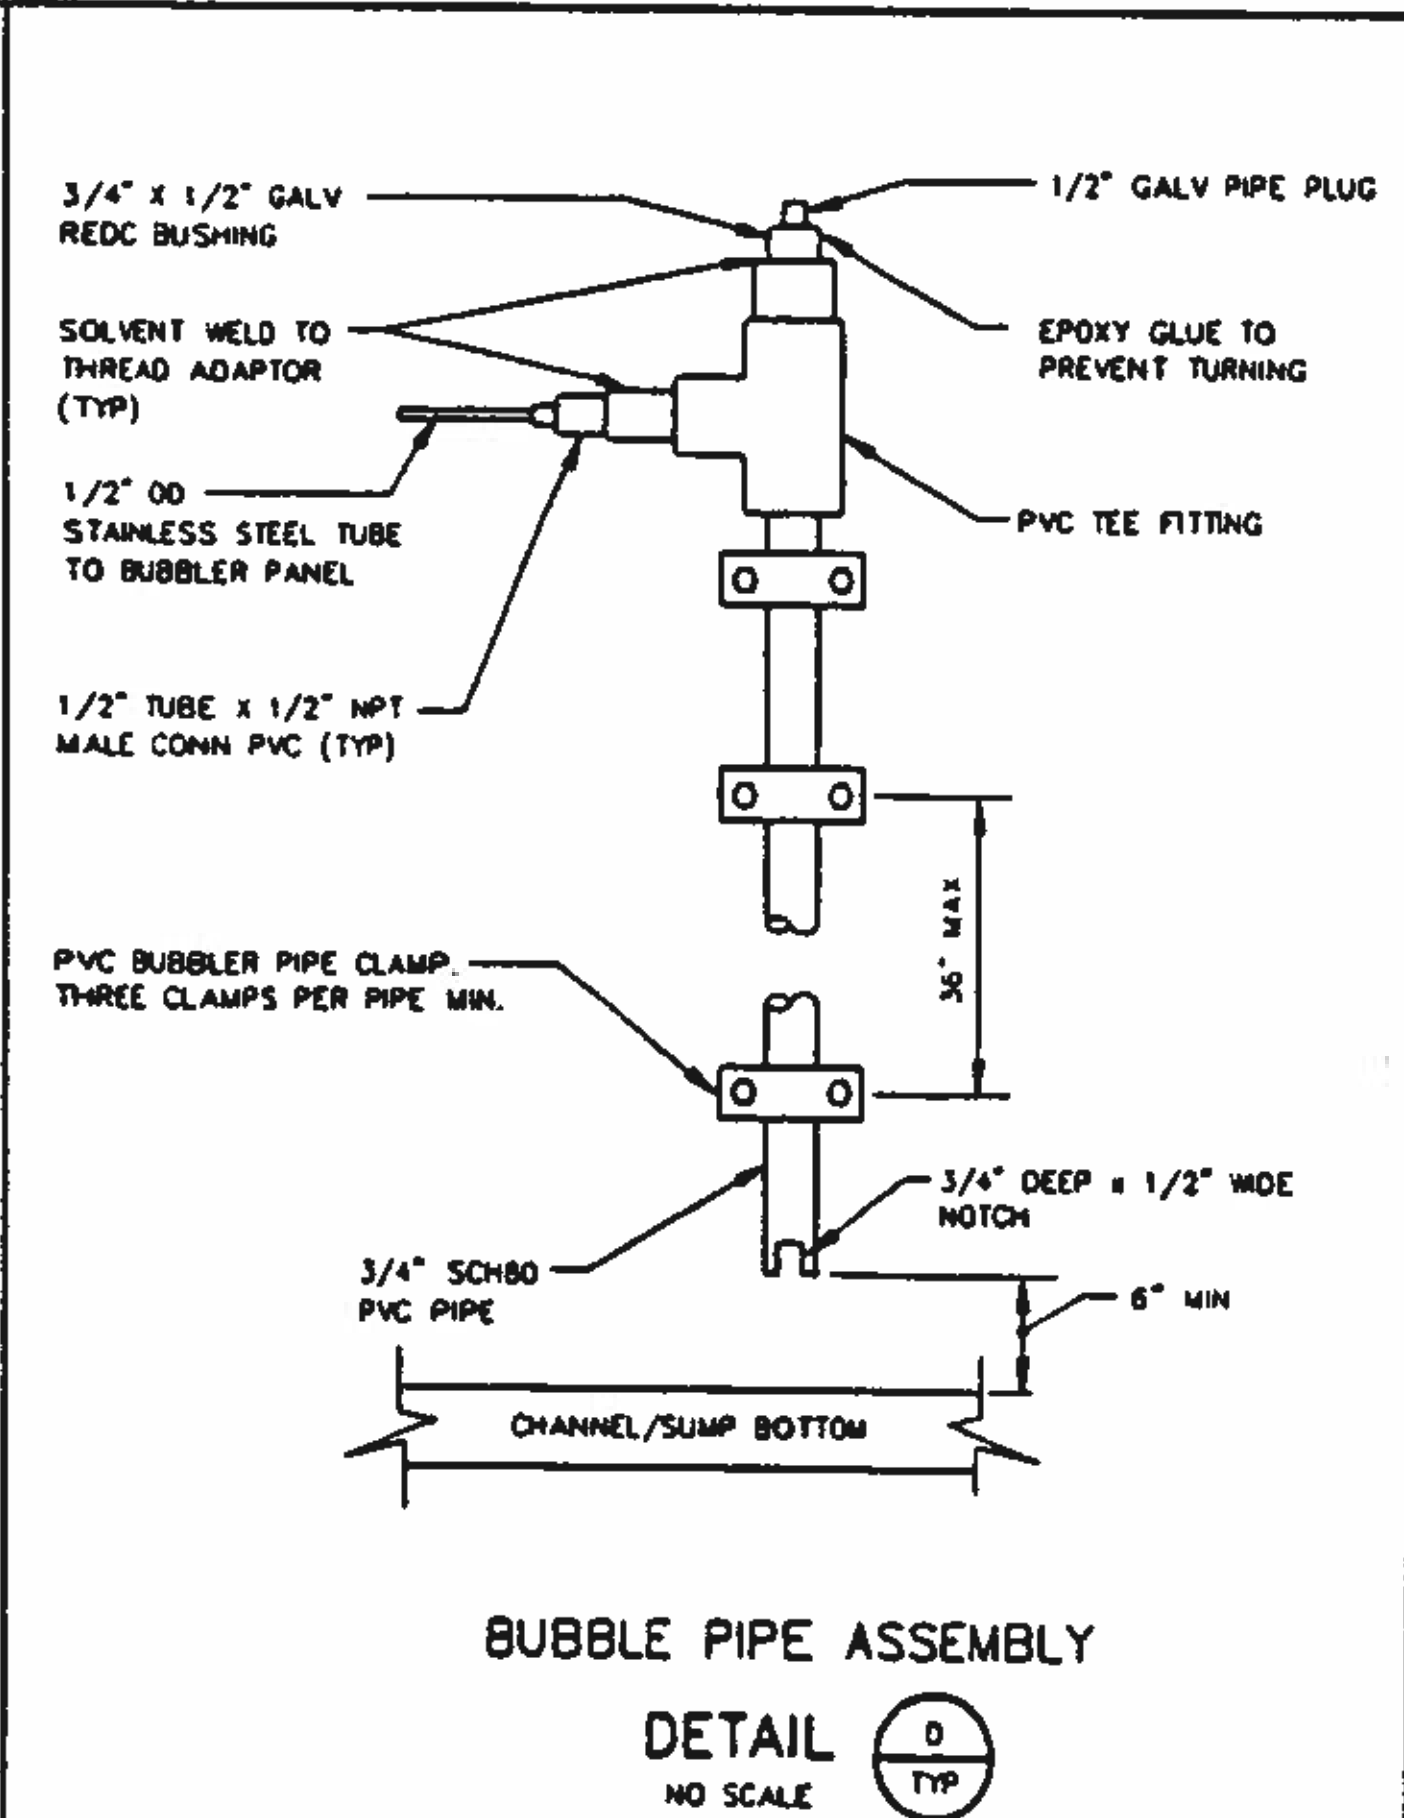 3/4" X 1/2" GALV
REDC BUSHING
1/2" GALV PIPE PLUG
SOLVENT WELD TO
THREAD ADAPTOR
(TYP)
EPOXY GLUE TO
PREVENT TURNING
1/2" OD
STAINLESS STEEL TUBE
TO BUBBLER PANEL
PVC TEE FITTING
1/2" TUBE X 1/2" NPT
MALE CONN PVC (TYP)
36" MAX
PVC BUBBLER PIPE CLAMP.
THREE CLAMPS PER PIPE MIN.
3/4" DEEP x 1/2" WIDE
NOTCH
3/4" SCH80
PVC PIPE
6" MIN
CHANNEL/SUMP BOTTOM
BUBBLE PIPE ASSEMBLY
DETAIL
NO SCALE
D
TYP